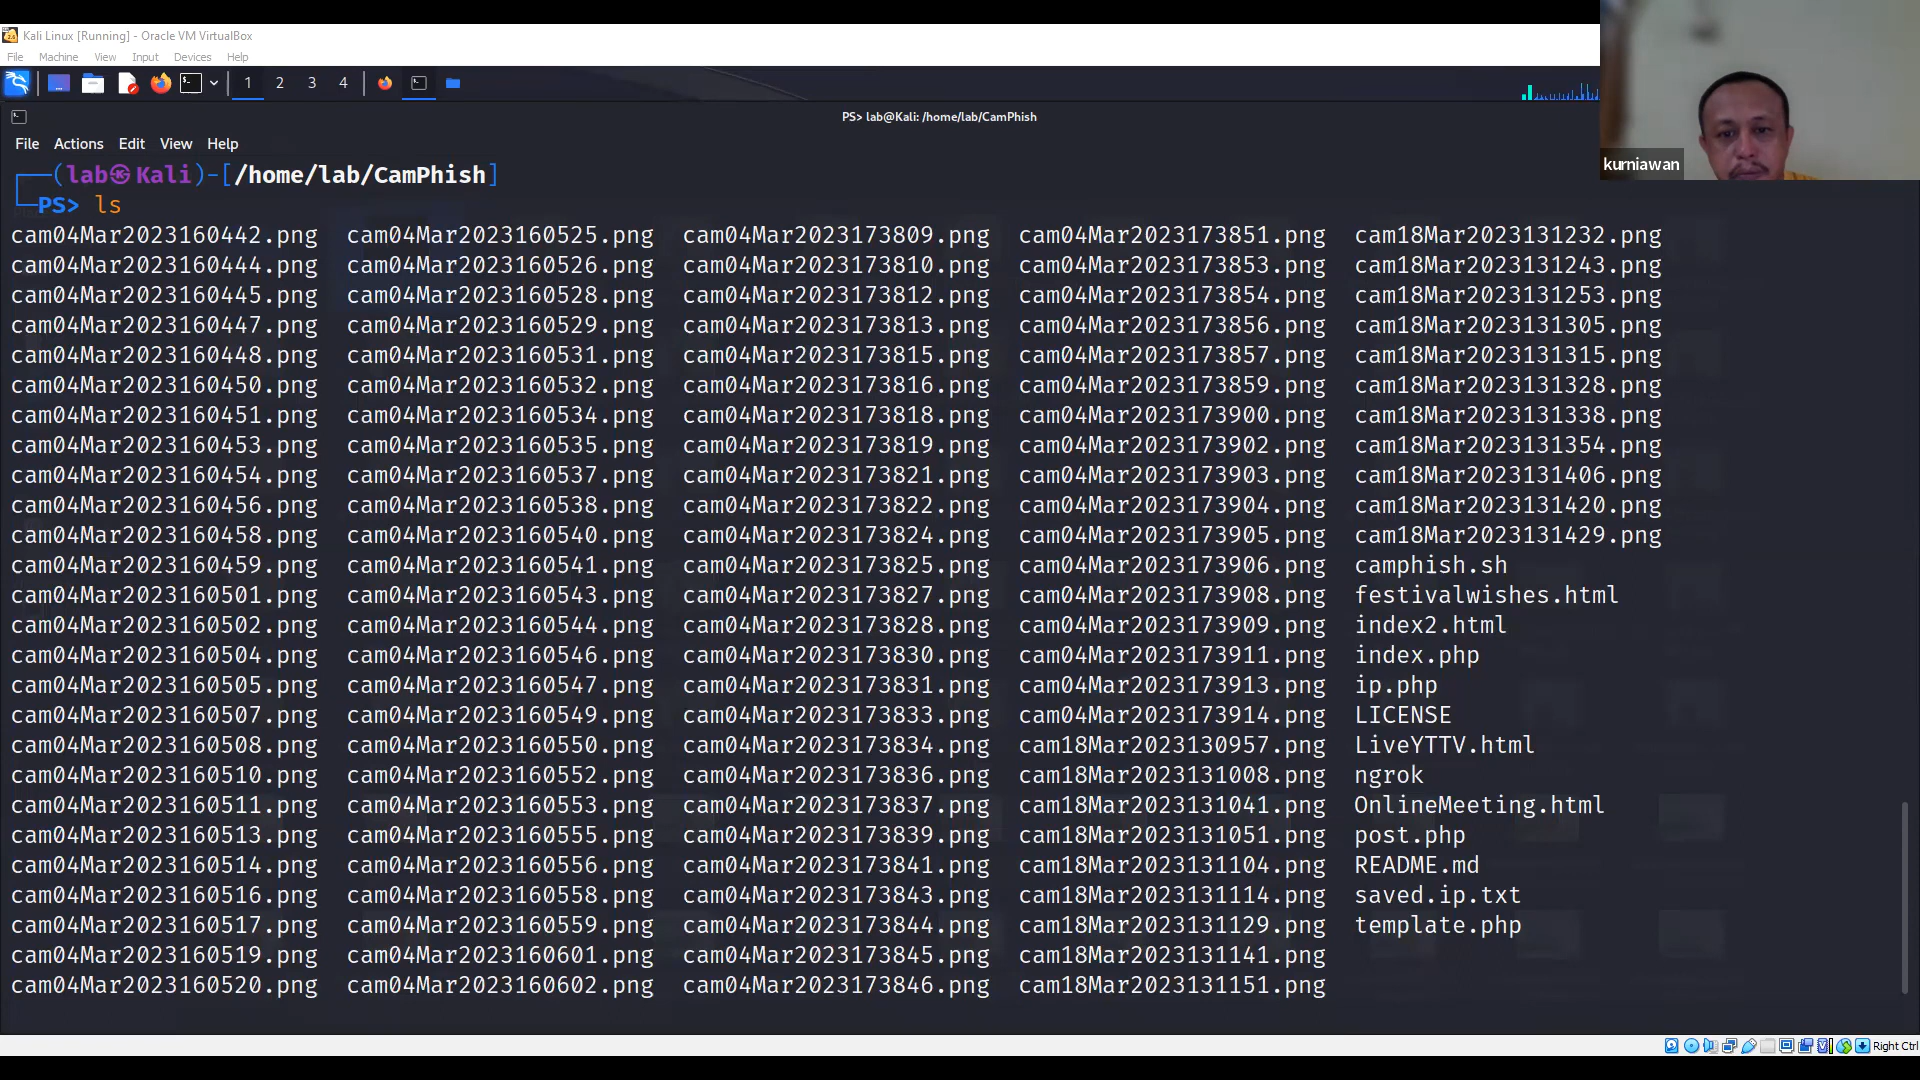 Kali Linux [Running] - Oracle VM VirtualBox
File Machine View Input Devices Help
1 2 3 4
PS> lab@Kali: /home/lab/CamPhish
File Actions Edit View Help
kurniawan
(lab㉿Kali)-[/home/lab/CamPhish]
PS> ls
cam04Mar2023160442.png cam04Mar2023160525.png cam04Mar2023173809.png cam04Mar2023173851.png cam18Mar2023131232.png
cam04Mar2023160444.png cam04Mar2023160526.png cam04Mar2023173810.png cam04Mar2023173853.png cam18Mar2023131243.png
cam04Mar2023160445.png cam04Mar2023160528.png cam04Mar2023173812.png cam04Mar2023173854.png cam18Mar2023131253.png
cam04Mar2023160447.png cam04Mar2023160529.png cam04Mar2023173813.png cam04Mar2023173856.png cam18Mar2023131305.png
cam04Mar2023160448.png cam04Mar2023160531.png cam04Mar2023173815.png cam04Mar2023173857.png cam18Mar2023131315.png
cam04Mar2023160450.png cam04Mar2023160532.png cam04Mar2023173816.png cam04Mar2023173859.png cam18Mar2023131328.png
cam04Mar2023160451.png cam04Mar2023160534.png cam04Mar2023173818.png cam04Mar2023173900.png cam18Mar2023131338.png
cam04Mar2023160453.png cam04Mar2023160535.png cam04Mar2023173819.png cam04Mar2023173902.png cam18Mar2023131354.png
cam04Mar2023160454.png cam04Mar2023160537.png cam04Mar2023173821.png cam04Mar2023173903.png cam18Mar2023131406.png
cam04Mar2023160456.png cam04Mar2023160538.png cam04Mar2023173822.png cam04Mar2023173904.png cam18Mar2023131420.png
cam04Mar2023160458.png cam04Mar2023160540.png cam04Mar2023173824.png cam04Mar2023173905.png cam18Mar2023131429.png
cam04Mar2023160459.png cam04Mar2023160541.png cam04Mar2023173825.png cam04Mar2023173906.png camphish.sh
cam04Mar2023160501.png cam04Mar2023160543.png cam04Mar2023173827.png cam04Mar2023173908.png festivalwishes.html
cam04Mar2023160502.png cam04Mar2023160544.png cam04Mar2023173828.png cam04Mar2023173909.png index2.html
cam04Mar2023160504.png cam04Mar2023160546.png cam04Mar2023173830.png cam04Mar2023173911.png index.php
cam04Mar2023160505.png cam04Mar2023160547.png cam04Mar2023173831.png cam04Mar2023173913.png ip.php
cam04Mar2023160507.png cam04Mar2023160549.png cam04Mar2023173833.png cam04Mar2023173914.png LICENSE
cam04Mar2023160508.png cam04Mar2023160550.png cam04Mar2023173834.png cam18Mar2023130957.png LiveYTTV.html
cam04Mar2023160510.png cam04Mar2023160552.png cam04Mar2023173836.png cam18Mar2023131008.png ngrok
cam04Mar2023160511.png cam04Mar2023160553.png cam04Mar2023173837.png cam18Mar2023131041.png OnlineMeeting.html
cam04Mar2023160513.png cam04Mar2023160555.png cam04Mar2023173839.png cam18Mar2023131051.png post.php
cam04Mar2023160514.png cam04Mar2023160556.png cam04Mar2023173841.png cam18Mar2023131104.png README.md
cam04Mar2023160516.png cam04Mar2023160558.png cam04Mar2023173843.png cam18Mar2023131114.png saved.ip.txt
cam04Mar2023160517.png cam04Mar2023160559.png cam04Mar2023173844.png cam18Mar2023131129.png template.php
cam04Mar2023160519.png cam04Mar2023160601.png cam04Mar2023173845.png cam18Mar2023131141.png
cam04Mar2023160520.png cam04Mar2023160602.png cam04Mar2023173846.png cam18Mar2023131151.png
Right Ctrl